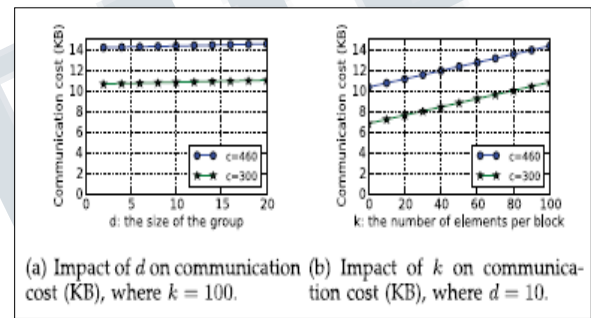 Communication cost (KB)
14
12
10
8
6
4
2
0
0 5 10 15 20
d: the size of the group
c=460
c=300
Communication cost (KB)
14
12
10
8
6
4
2
0
0 20 40 60 80 100
k: the number of elements per block
c=460
c=300
(a) Impact of d on communication
cost (KB), where k = 100.
(b) Impact of k on communica-
tion cost (KB), where d = 10.